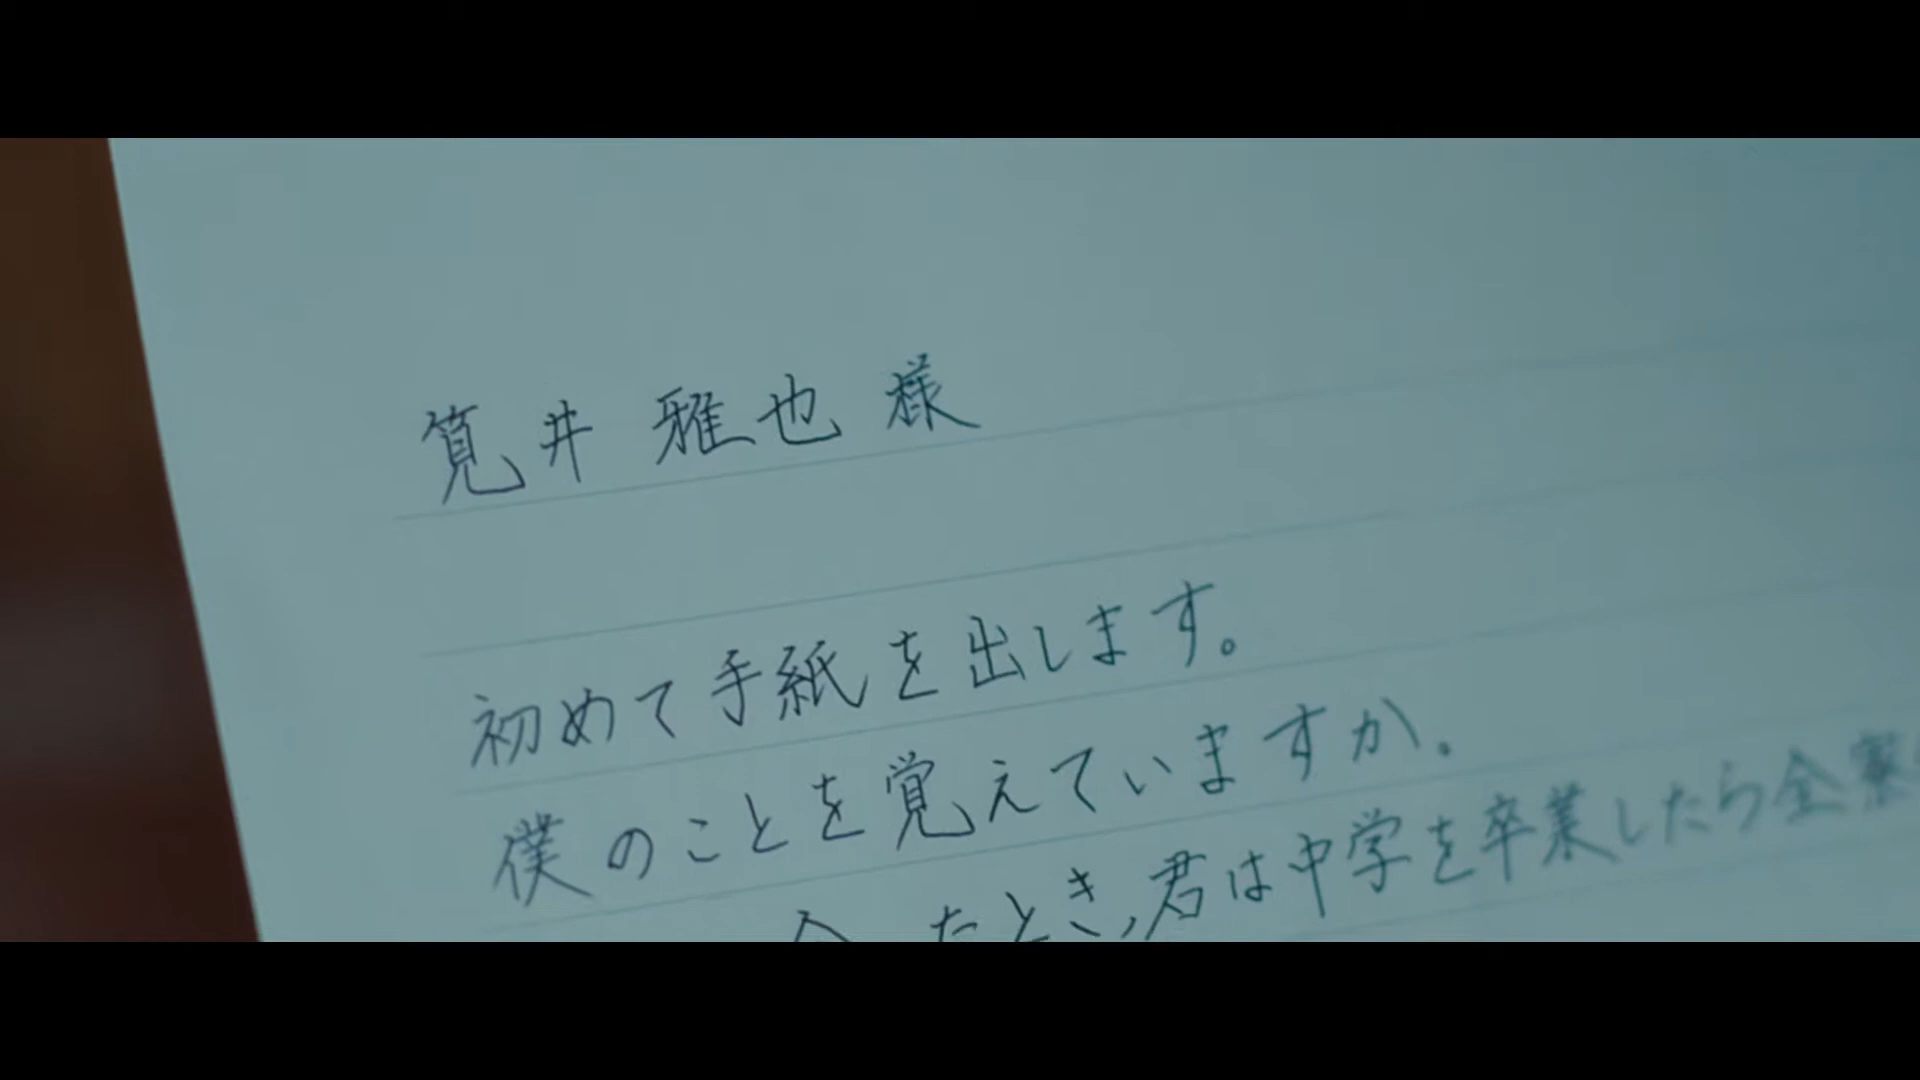 筧井 雅也 様
初めて手紙を出します。
僕のことを覚えていますか。
たとき,君は中学を卒業したら全寮